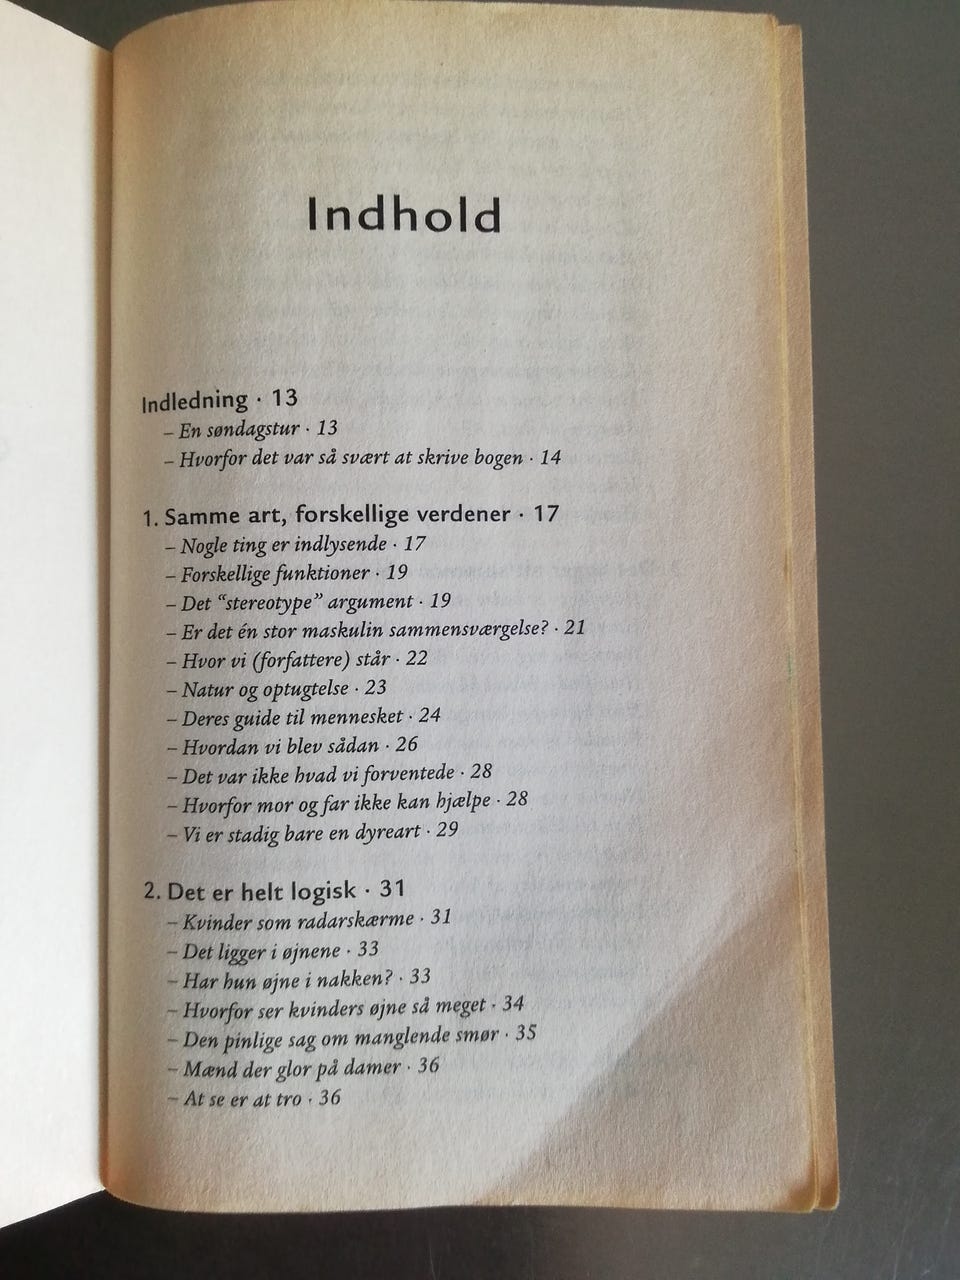 Indhold
Indledning · 13
– En søndagstur · 13
– Hvorfor det var så svært at skrive bogen · 14
1. Samme art, forskellige verdener · 17
– Nogle ting er indlysende · 17
– Forskellige funktioner · 19
– Det “stereotype” argument · 19
– Er det én stor maskulin sammensværgelse? · 21
– Hvor vi (forfattere) står · 22
– Natur og optugtelse · 23
– Deres guide til mennesket · 24
– Hvordan vi blev sådan · 26
– Det var ikke hvad vi forventede · 28
– Hvorfor mor og far ikke kan hjælpe · 28
– Vi er stadig bare en dyreart · 29
2. Det er helt logisk · 31
– Kvinder som radarskærme · 31
– Det ligger i øjnene · 33
– Har hun øjne i nakken? · 33
– Hvorfor ser kvinders øjne så meget · 34
– Den pinlige sag om manglende smør · 35
– Mænd der glor på damer · 36
– At se er at tro · 36